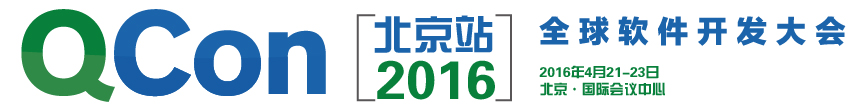 QCon
北京站
2016
全球软件开发大会
2016年4月21-23日
北京·国际会议中心